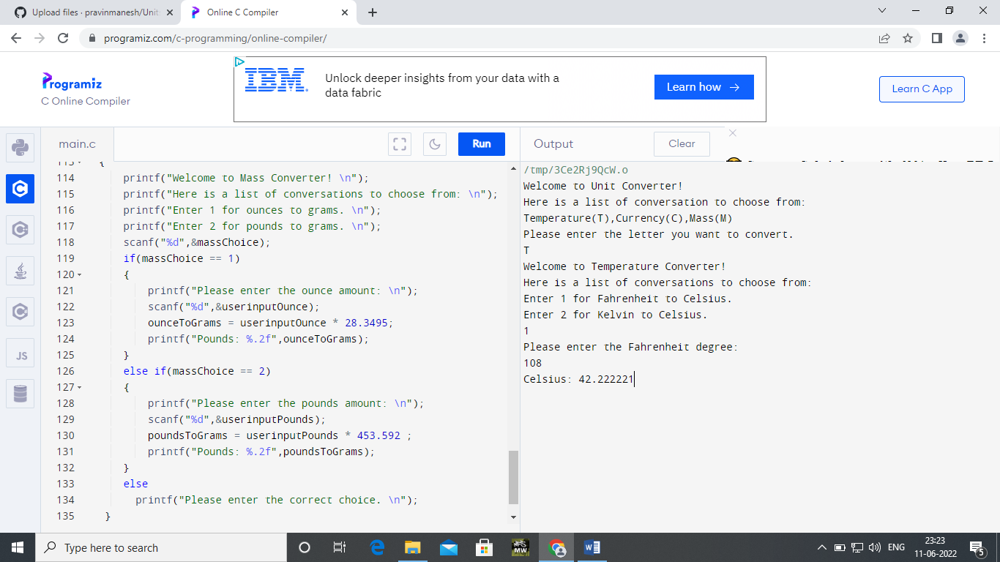 Upload files · pravinmanesh/Unit
Online C Compiler
programiz.com/c-programming/online-compiler/
Programiz
C Online Compiler
IBM.
Unlock deeper insights from your data with a
data fabric
Learn how
Learn C App
main.c
Run
Output
Clear
113 {
114 printf("Welcome to Mass Converter! \n");
115 printf("Here is a list of conversations to choose from: \n");
116 printf("Enter 1 for ounces to grams. \n");
117 printf("Enter 2 for pounds to grams. \n");
118 scanf("%d",&massChoice);
119 if(massChoice == 1)
120 {
121 printf("Please enter the ounce amount: \n");
122 scanf("%d",&userinputOunce);
123 ounceToGrams = userinputOunce * 28.3495;
124 printf("Pounds: %.2f",ounceToGrams);
125 }
126 else if(massChoice == 2)
127 {
128 printf("Please enter the pounds amount: \n");
129 scanf("%d",&userinputPounds);
130 poundsToGrams = userinputPounds * 453.592 ;
131 printf("Pounds: %.2f",poundsToGrams);
132 }
133 else
134 printf("Please enter the correct choice. \n");
135 }
/tmp/3Ce2Rj9QcW.o
Welcome to Unit Converter!
Here is a list of conversation to choose from:
Temperature(T),Currency(C),Mass(M)
Please enter the letter you want to convert.
T
Welcome to Temperature Converter!
Here is a list of conversations to choose from:
Enter 1 for Fahrenheit to Celsius.
Enter 2 for Kelvin to Celsius.
1
Please enter the Fahrenheit degree:
108
Celsius: 42.222221
JS
Type here to search
MW
ENG
23:23
11-06-2022
5